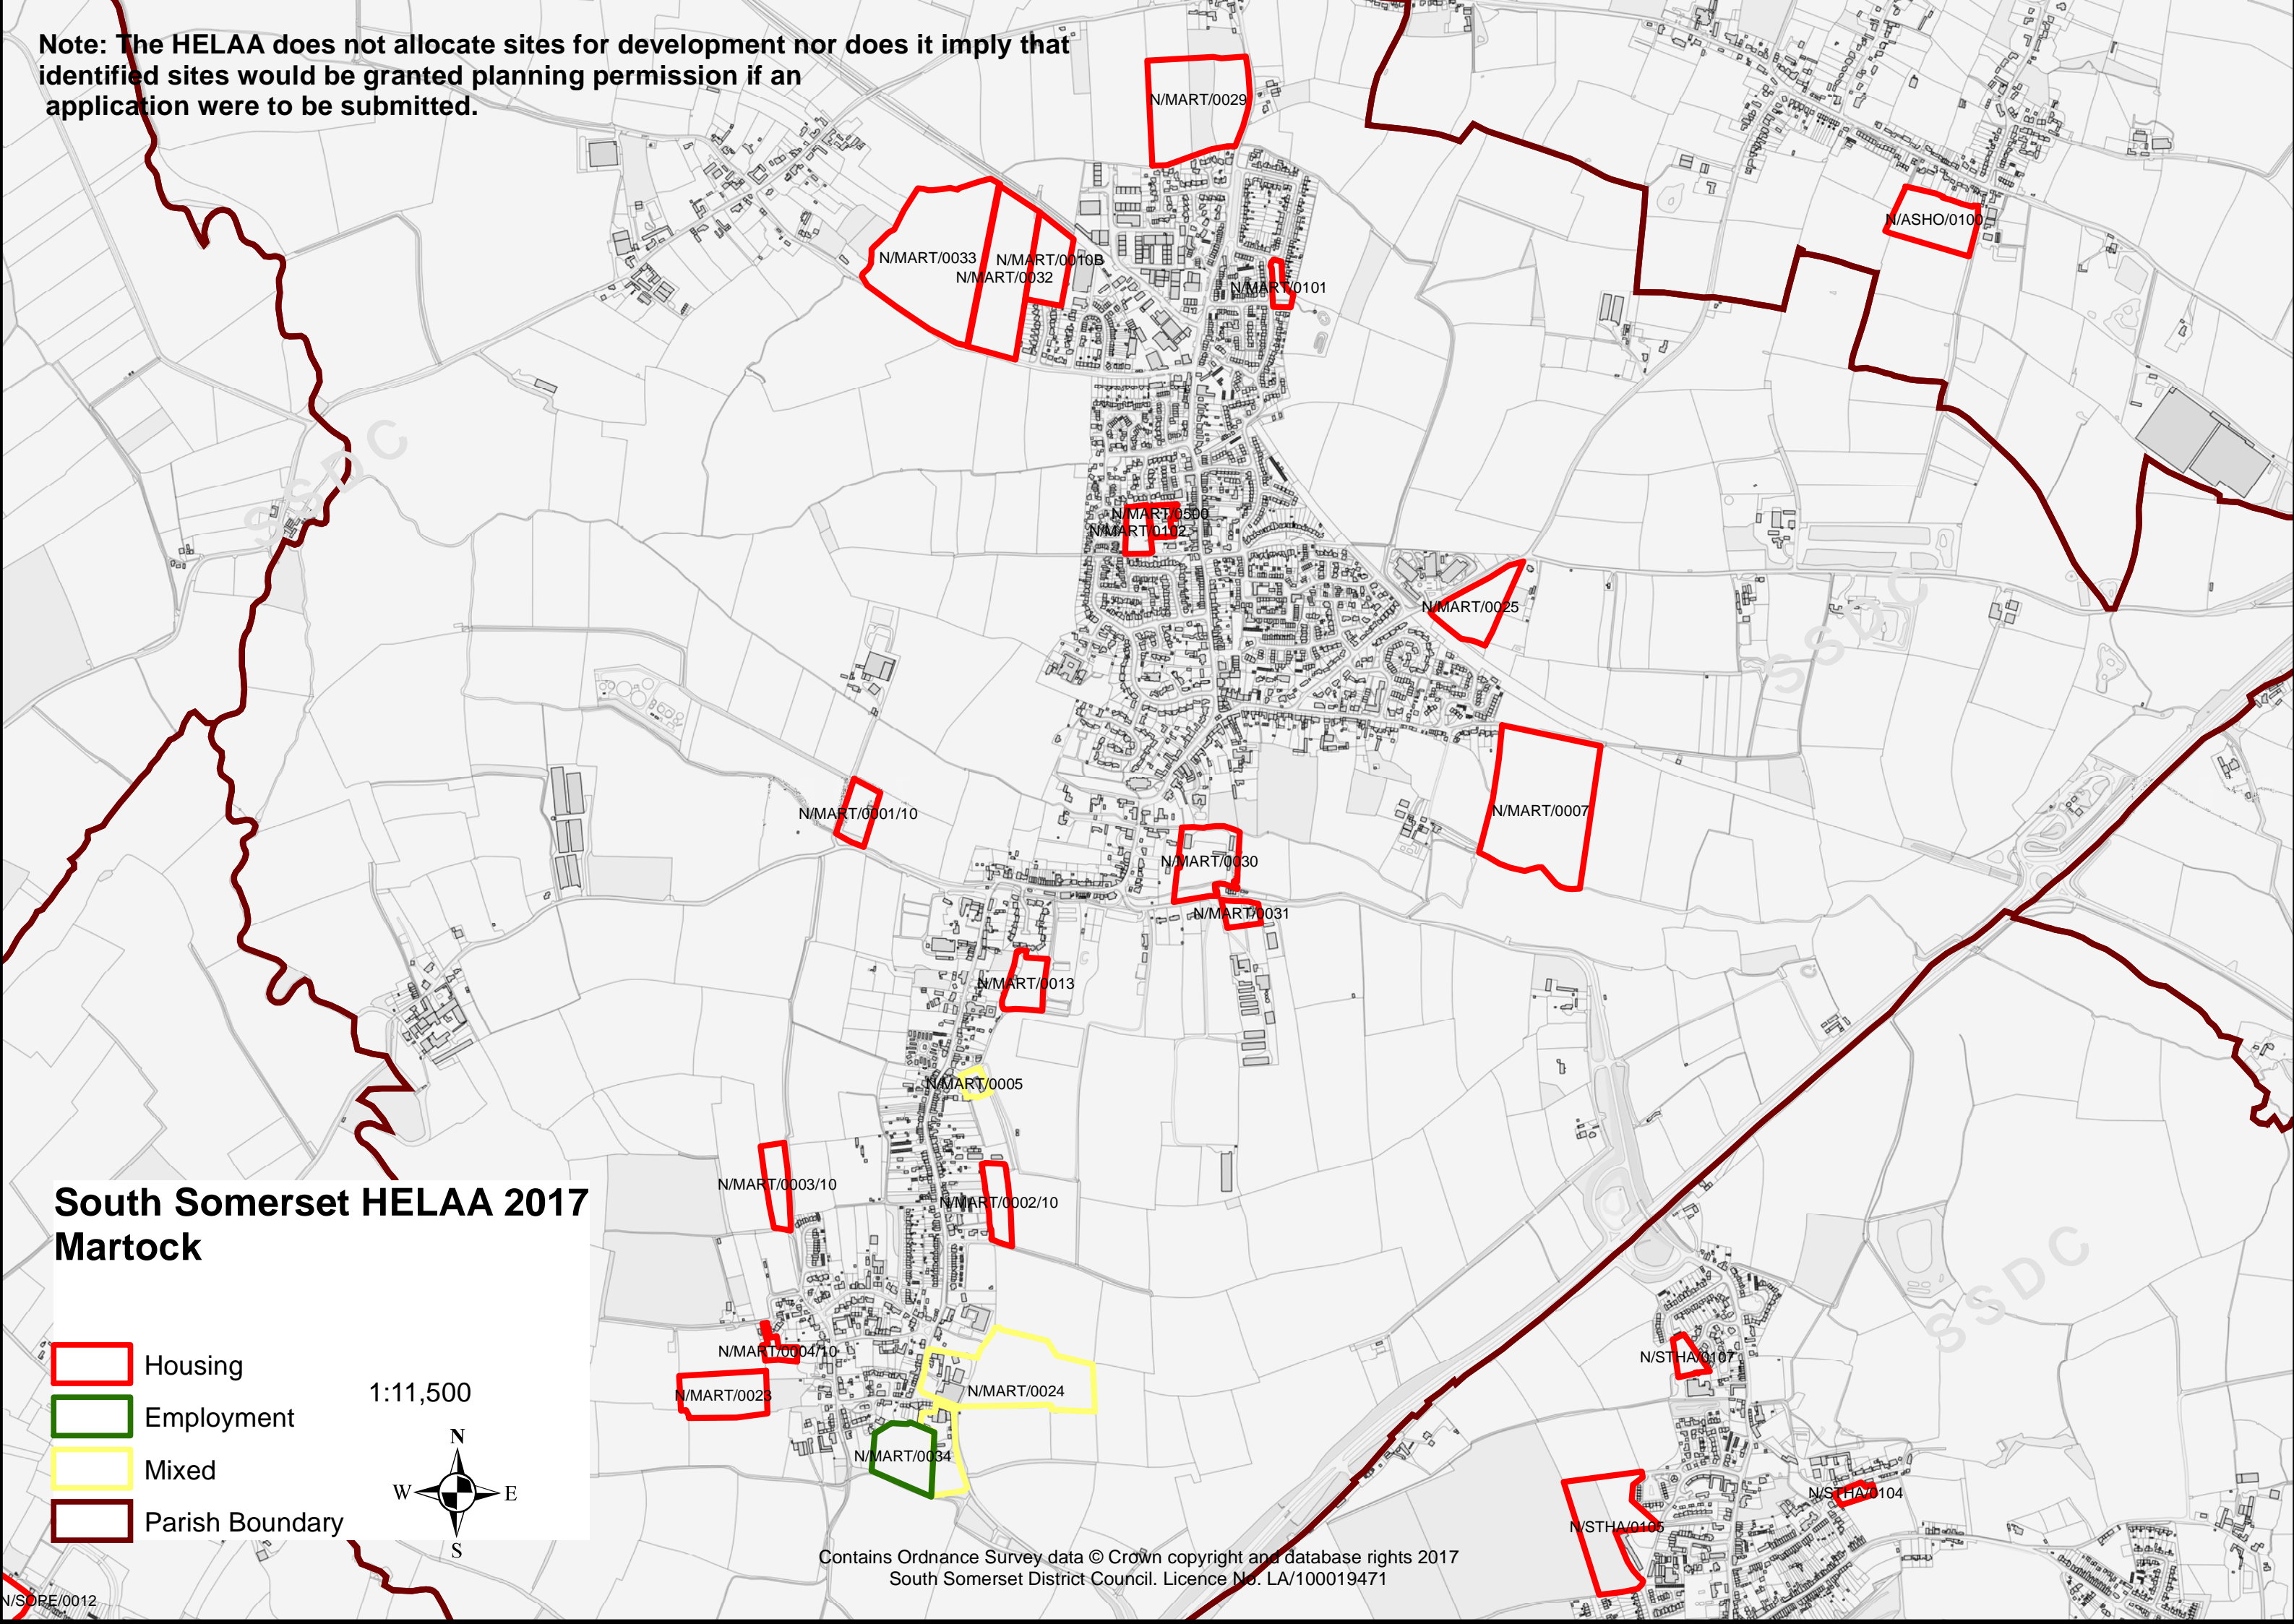 Note: The HELAA does not allocate sites for development nor does it imply that
identified sites would be granted planning permission if an
application were to be submitted.
N/MART/0029
N/ASHO/0100
N/MART/0033
N/MART/0010B
N/MART/0032
N/MART/0101
SSDC
N/MART/0500
N/MART/0102
N/MART/0025
SSDC
N/MART/0001/10
N/MART/0007
N/MART/0030
N/MART/0031
N/MART/0013
N/MART/0005
N/MART/0003/10
N/MART/0002/10
South Somerset HELAA 2017
Martock
SSDC
N/MART/0004/10
N/STHA/0107
N/MART/0023
N/MART/0024
Housing
Employment
Mixed
Parish Boundary
1:11,500
N
W E
S
N/MART/0034
N/STHA/0104
N/STHA/0105
Contains Ordnance Survey data © Crown copyright and database rights 2017
South Somerset District Council. Licence No. LA/100019471
N/SOPE/0012